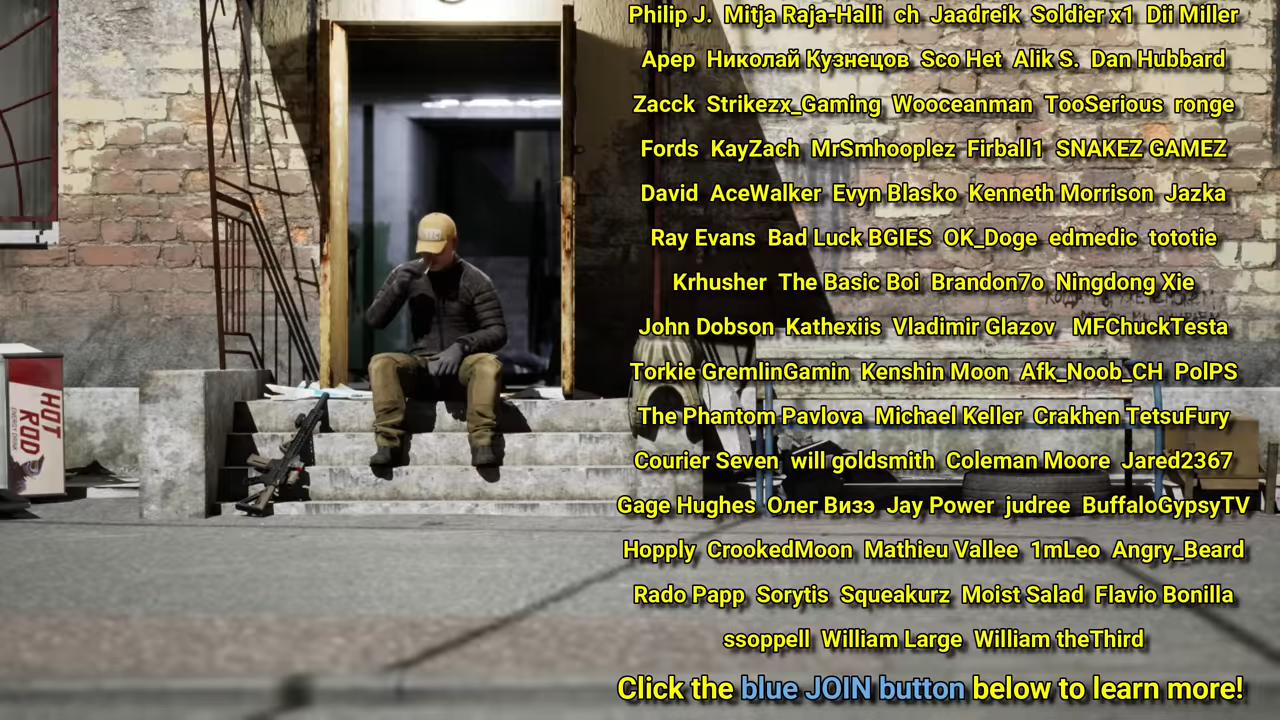 Philip J. Mitja Raja-Halli ch Jaadreik Soldier x1 Dii Miller
Apep Николай Кузнецов Sco Het Alik S. Dan Hubbard
Zacck Strikezx_Gaming Wooceanman TooSerious ronge
Fords KayZach MrSmhooplez Firball1 SNAKEZ GAMEZ
David AceWalker Evyn Blasko Kenneth Morrison Jazka
Ray Evans Bad Luck BGIES OK_Doge edmedic tototie
Krhusher The Basic Boi Brandon7o Ningdong Xie
John Dobson Kathexiis Vladimir Glazov MFChuckTesta
Torkie GremlinGamin Kenshin Moon Afk_Noob_CH PolPS
The Phantom Pavlova Michael Keller Crakhen TetsuFury
Courier Seven will goldsmith Coleman Moore Jared2367
Gage Hughes Олег Визэ Jay Power judree BuffaloGypsyTV
Hopply CrookedMoon Mathieu Vallee 1mLeo Angry_Beard
Rado Papp Sorytis Squeakurz Moist Salad Flavio Bonilla
ssoppell William Large William theThird
Click the blue JOIN button below to learn more!
HOT ROD